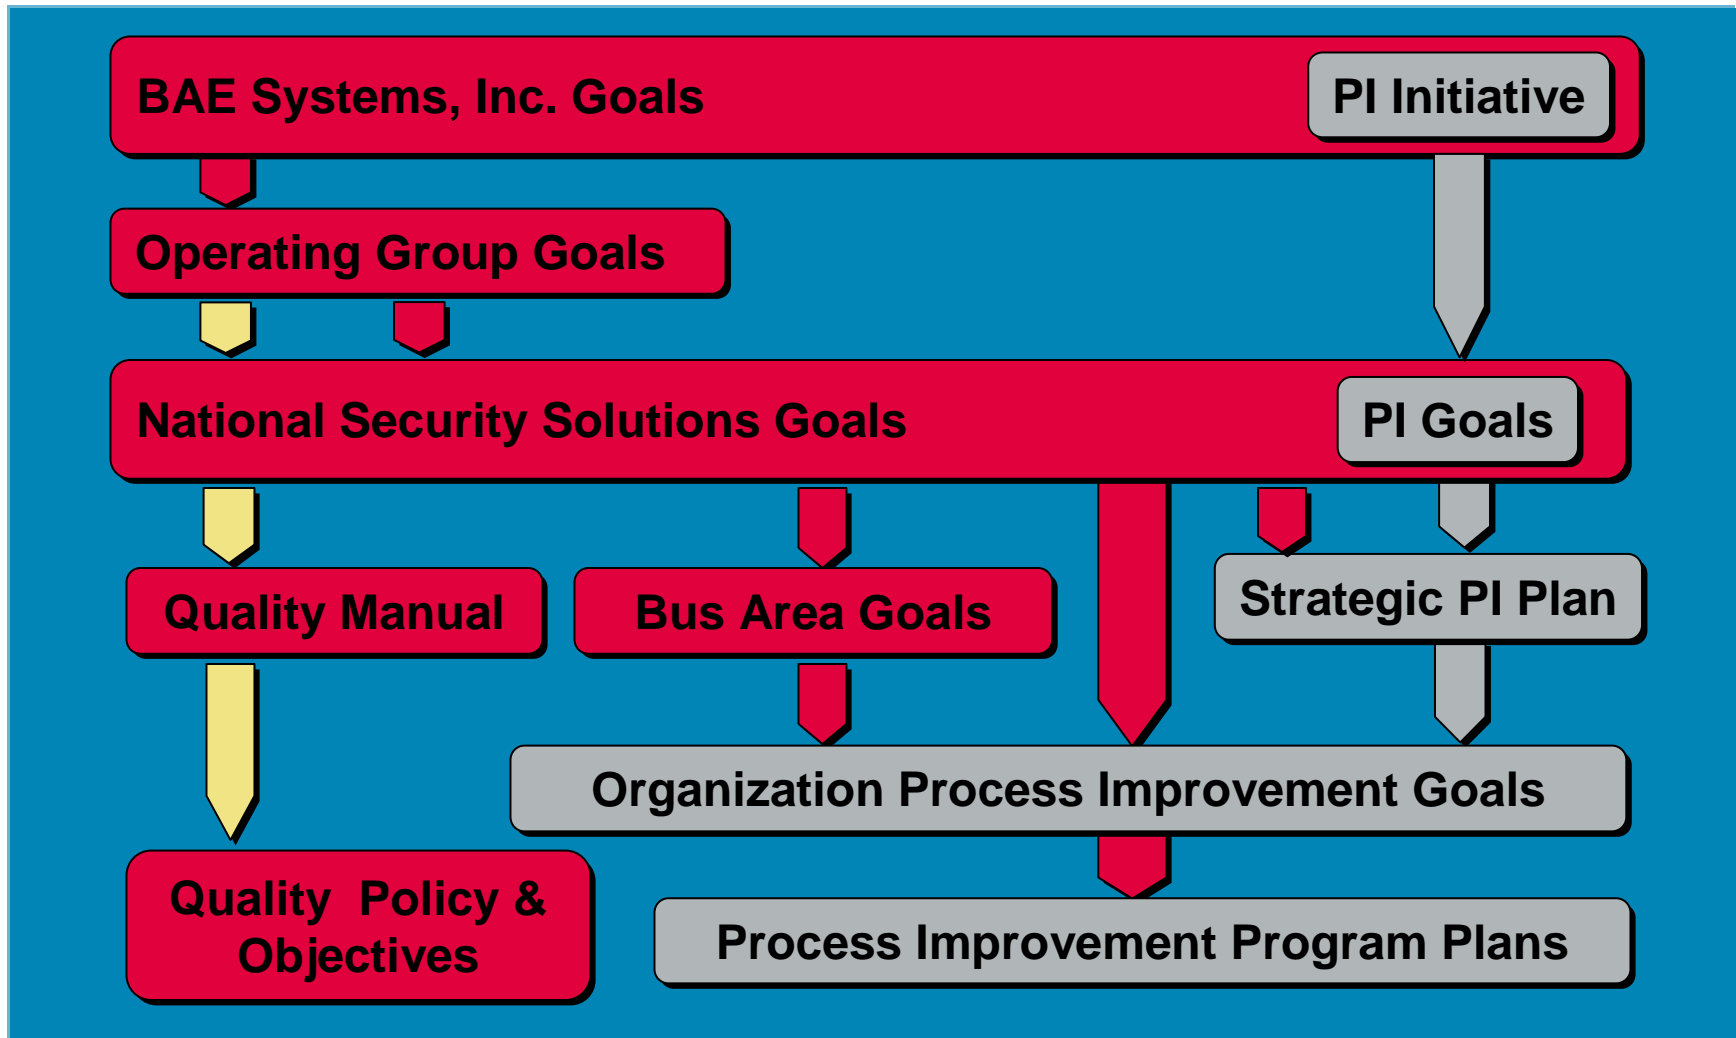 BAE Systems, Inc. Goals
PI Initiative
Operating Group Goals
National Security Solutions Goals
PI Goals
Quality Manual
Bus Area Goals
Strategic PI Plan
Organization Process Improvement Goals
Quality  Policy &
Objectives
Process Improvement Program Plans